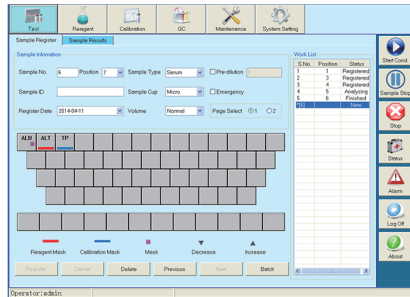 Test Reagent Calibration QC Maintenance System Setting
Sample Register Sample Results
Sample Information
Sample No. 6 Position 7 Sample Type Serum Pre-dilution
Sample ID Sample Cup Micro Emergency
Register Date 2014-04-11 Volume Normal Page Select 1 2
ALB ALT TP
Reagent Mask Calibration Mask Mask Decrease Increase
Register Cancel Delete Previous Next Batch
Work List
S.No. Position Status
1 1 Registered
2 3 Registered
3 4 Registered
4 5 Analyzing
5 6 Finished
*[6] New
Start Cond.
Sample Stop
Stop
Status
Alarm
Log Off
About
Operator:admin